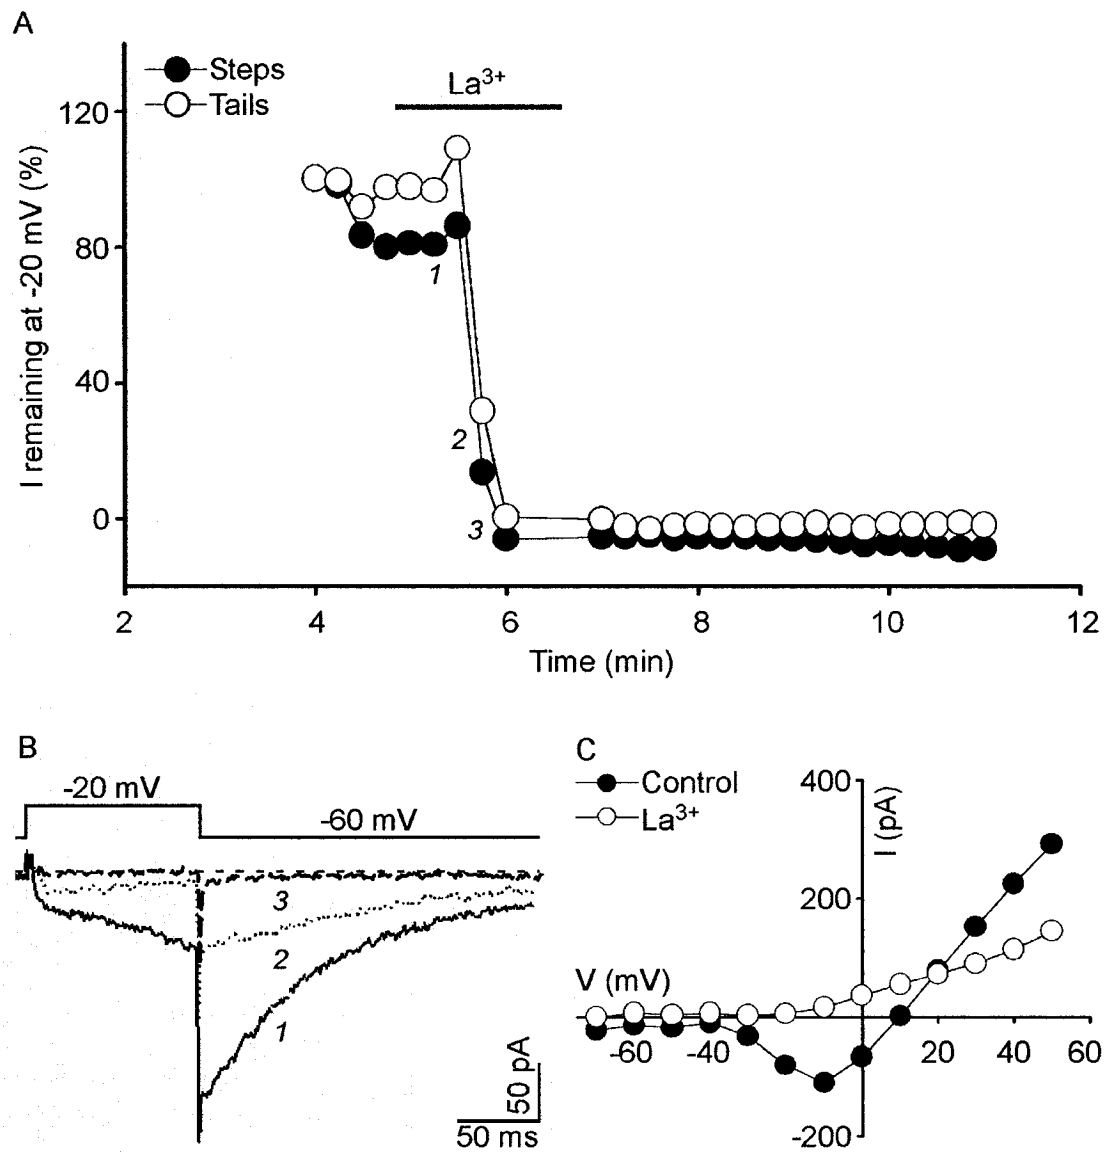 A
Steps
Tails
La3+
120
80
40
0
I remaining at -20 mV (%)
1
2
3
2 4 6 8 10 12
Time (min)
B
-20 mV
-60 mV
3
2
1
50 pA
50 ms
C
Control
La3+
400
I (pA)
200
V (mV)
-60 -40 20 40 60
-200